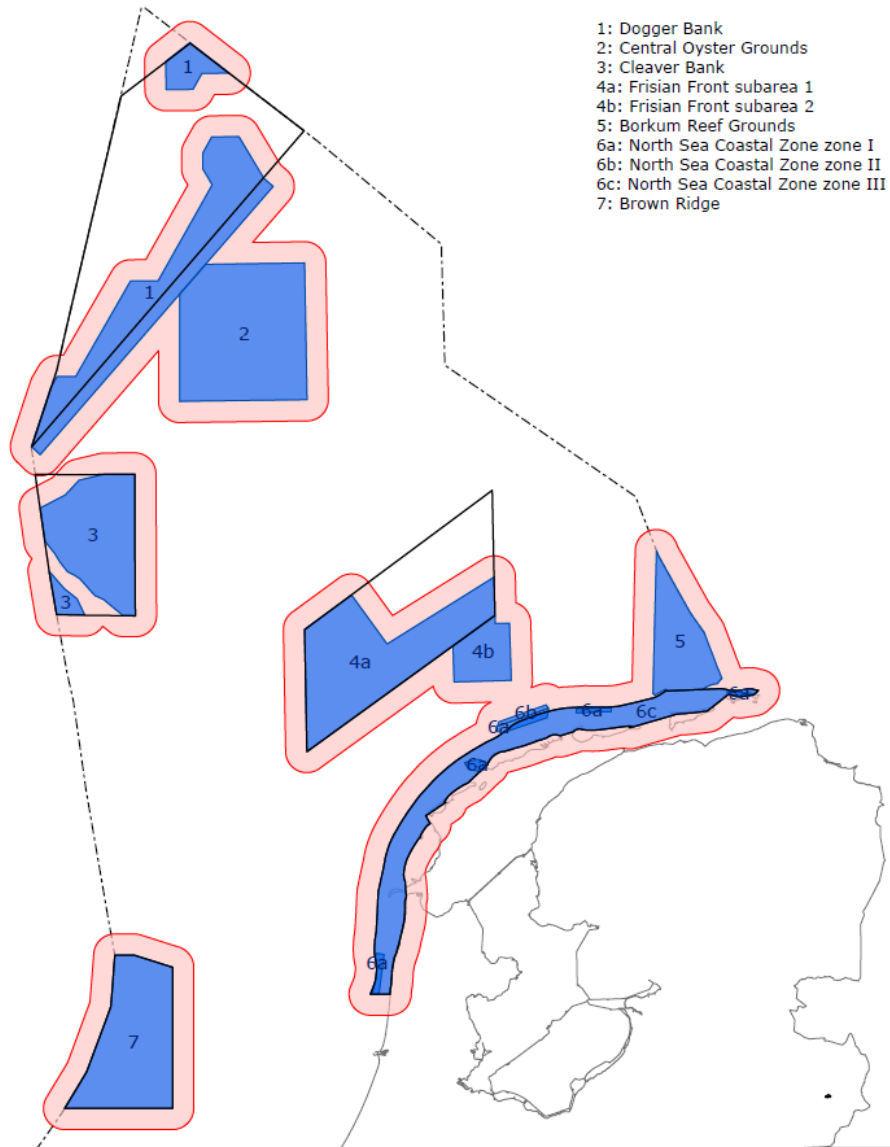 1: Dogger Bank
2: Central Oyster Grounds
3: Cleaver Bank
4a: Frisian Front subarea 1
4b: Frisian Front subarea 2
5: Borkum Reef Grounds
6a: North Sea Coastal Zone zone I
6b: North Sea Coastal Zone zone II
6c: North Sea Coastal Zone zone III
7: Brown Ridge
1
1
2
3
3
4a
4b
5
6a
6b
6a
6c
6a
6a
6a
7